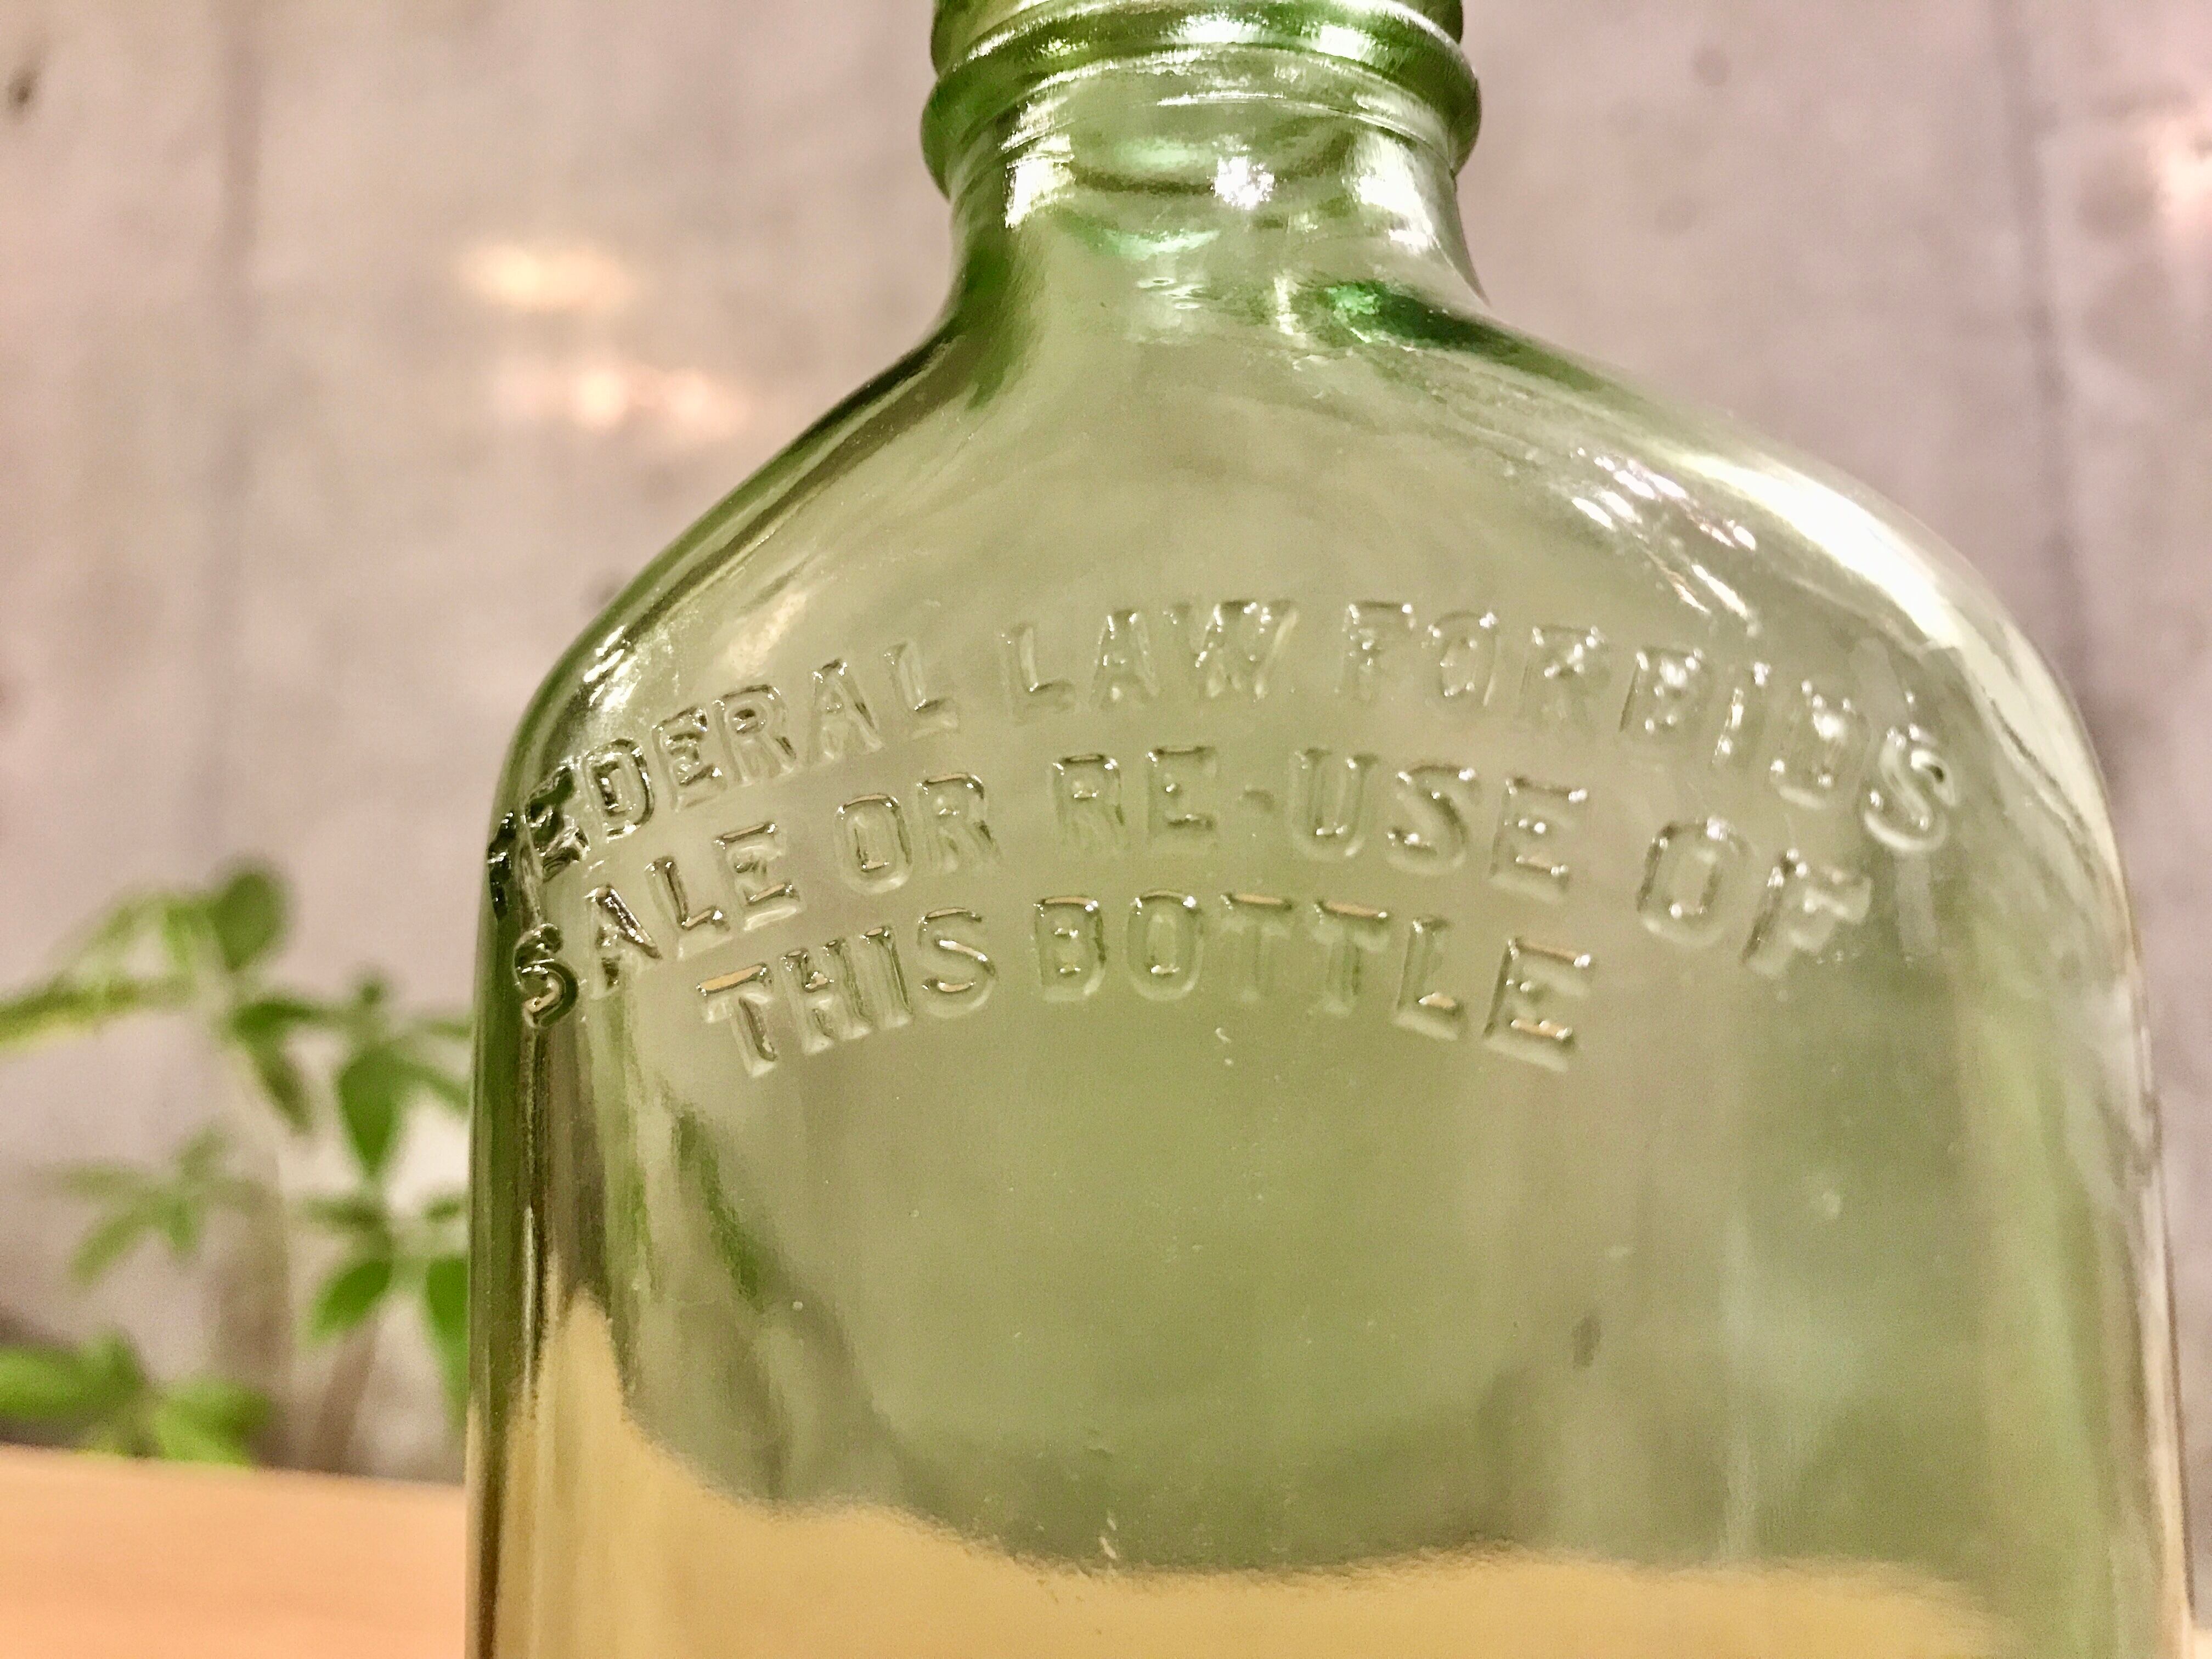 FEDERAL LAW FORBIDS
SALE OR RE-USE OF
THIS BOTTLE